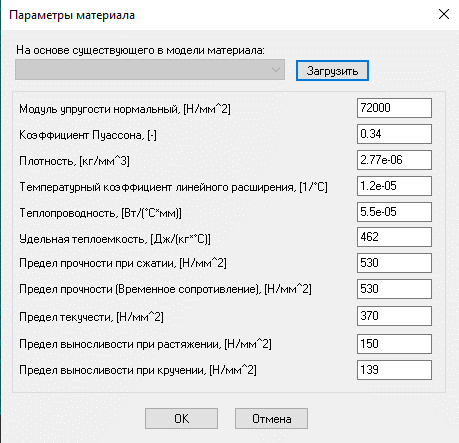 Параметры материала
На основе существующего в модели материала:
Загрузить
Модуль упругости нормальный, [Н/мм^2] 72000
Коэффициент Пуассона, [-] 0.34
Плотность, [кг/мм^3] 2.77e-06
Температурный коэффициент линейного расширения, [1/°C] 1.2e-05
Теплопроводность, [Вт/(°C*мм)] 5.5e-05
Удельная теплоемкость, [Дж/(кг*°C)] 462
Предел прочности при сжатии, [Н/мм^2] 530
Предел прочности (Временное сопротивление), [Н/мм^2] 530
Предел текучести, [Н/мм^2] 370
Предел выносливости при растяжении, [Н/мм^2] 150
Предел выносливости при кручении, [Н/мм^2] 139
OK Отмена